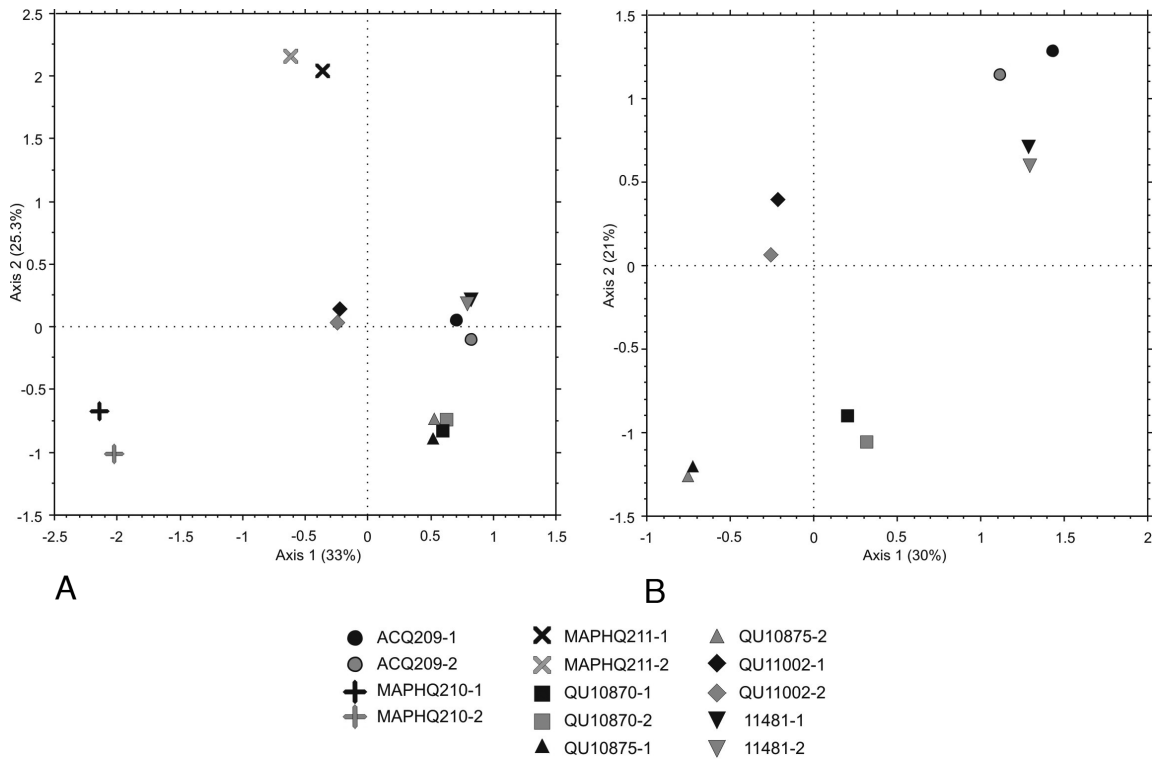 2.5
2
1.5
1
0.5
0
-0.5
-1
-1.5
Axis 2 (25.3%)
-2.5 -2 -1.5 -1 -0.5 0 0.5 1 1.5
Axis 1 (33%)
A
1.5
1
0.5
0
-0.5
-1
-1.5
Axis 2 (21%)
-1 -0.5 0 0.5 1 1.5 2
Axis 1 (30%)
B
ACQ209-1
ACQ209-2
MAPHQ210-1
MAPHQ210-2
MAPHQ211-1
MAPHQ211-2
QU10870-1
QU10870-2
QU10875-1
QU10875-2
QU11002-1
QU11002-2
11481-1
11481-2